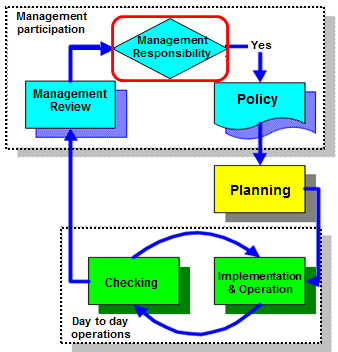 Management
participation
Management
Responsibility
Yes
Management
Review
Policy
Planning
Checking
Implementation
& Operation
Day to day
operations